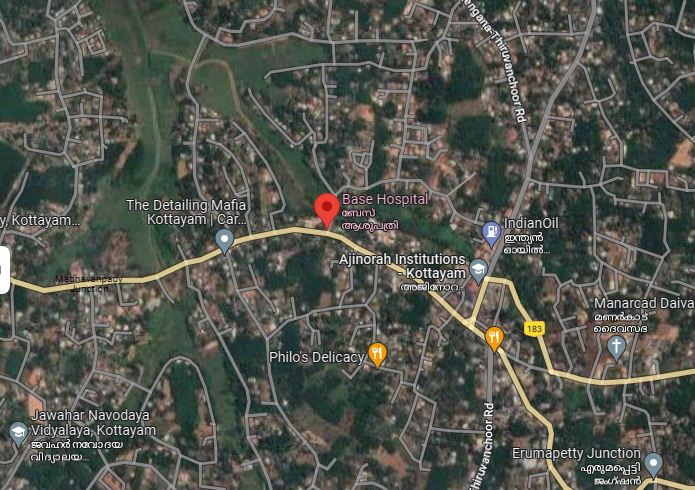 engana-Thiruvanchoor Rd
Base Hospital
ബേസ്
ആശുപത്രി
The Detailing Mafia
Kottayam | Car...
y, Kottayam...
IndianOil
ഇന്ത്യൻ
ഓയിൽ...
Ajinorah Institutions
- Kottayam
അജിനോറ...
Madhavanpady
Junction
Manarcad Daiva
മണർകാട്
ദൈവസഭ
183
Philo's Delicacy
Jawahar Navodaya
Vidyalaya, Kottayam
ജവഹർ നവോദയ
വിദ്യാലയ...
Thiruvanchoor Rd
Erumapetty Junction
എരുമപ്പെട്ടി
ജംഗ്ഷൻ